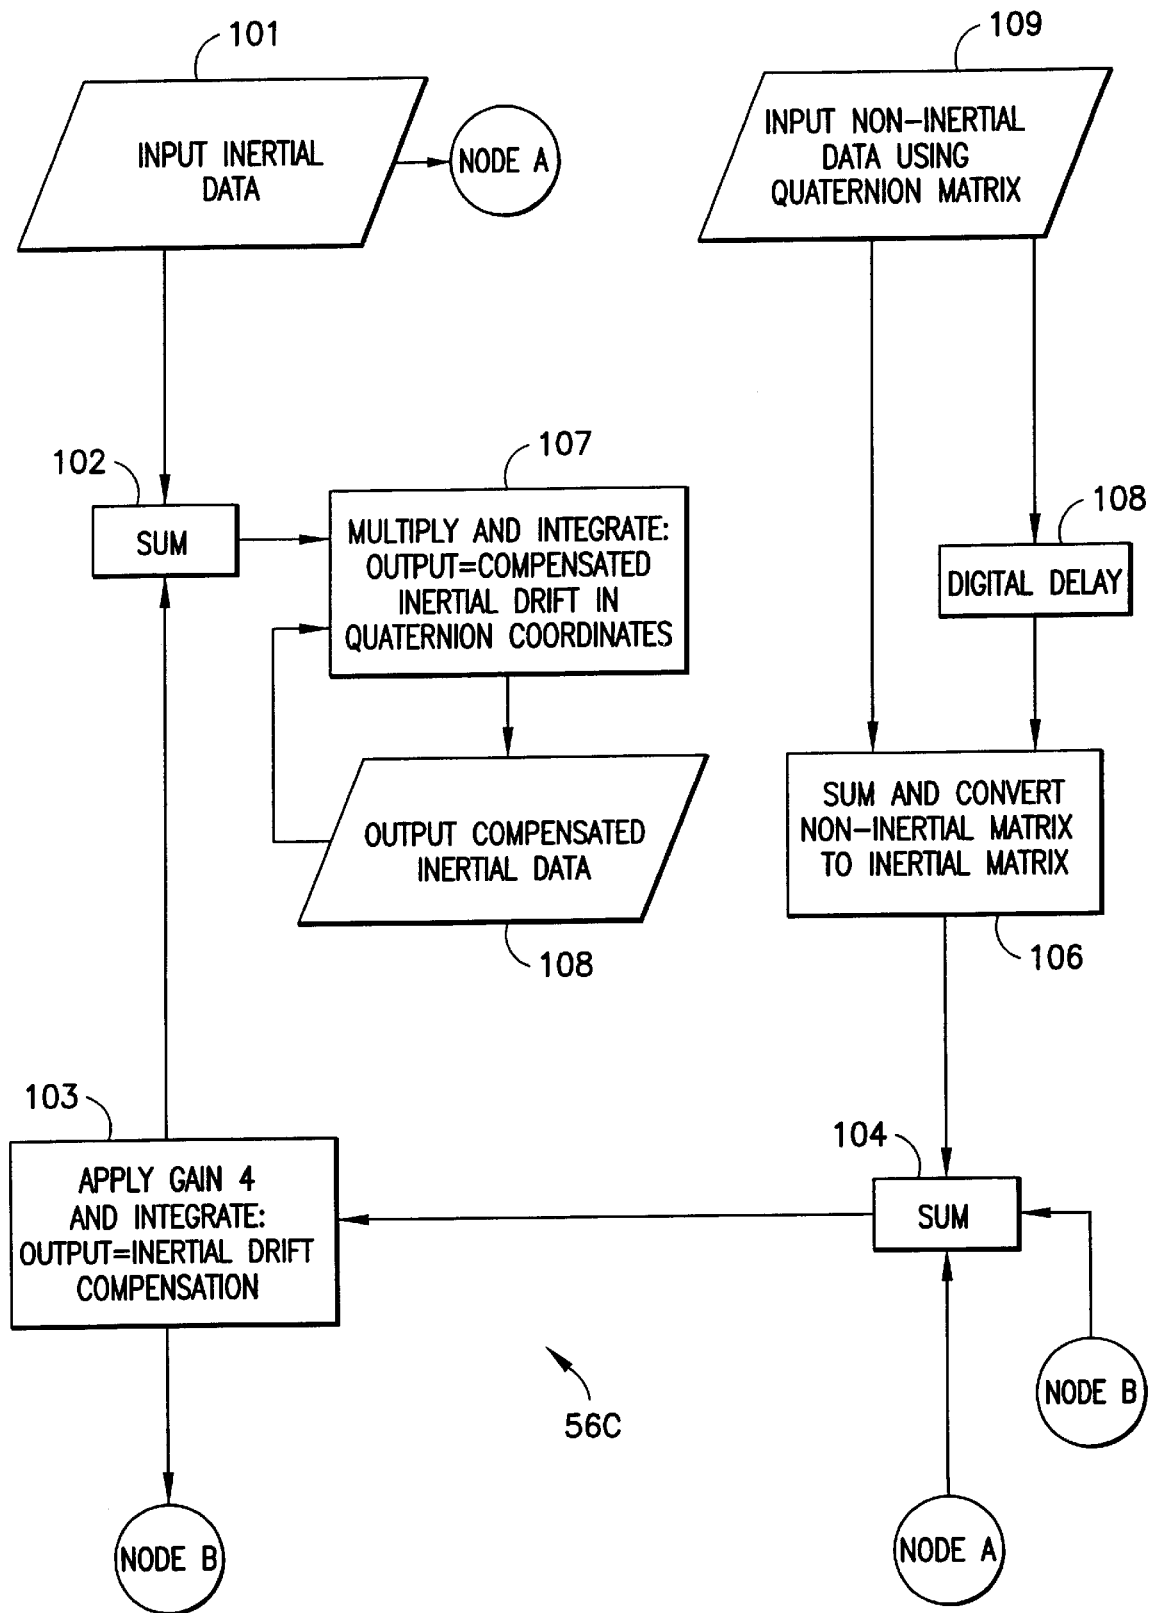 101
INPUT INERTIAL
DATA
NODE A
109
INPUT NON-INERTIAL
DATA USING
QUATERNION MATRIX
102
SUM
107
MULTIPLY AND INTEGRATE:
OUTPUT=COMPENSATED
INERTIAL DRIFT IN
QUATERNION COORDINATES
108
DIGITAL DELAY
OUTPUT COMPENSATED
INERTIAL DATA
108
SUM AND CONVERT
NON-INERTIAL MATRIX
TO INERTIAL MATRIX
106
103
APPLY GAIN 4
AND INTEGRATE:
OUTPUT=INERTIAL DRIFT
COMPENSATION
104
SUM
56C
NODE B
NODE B
NODE A